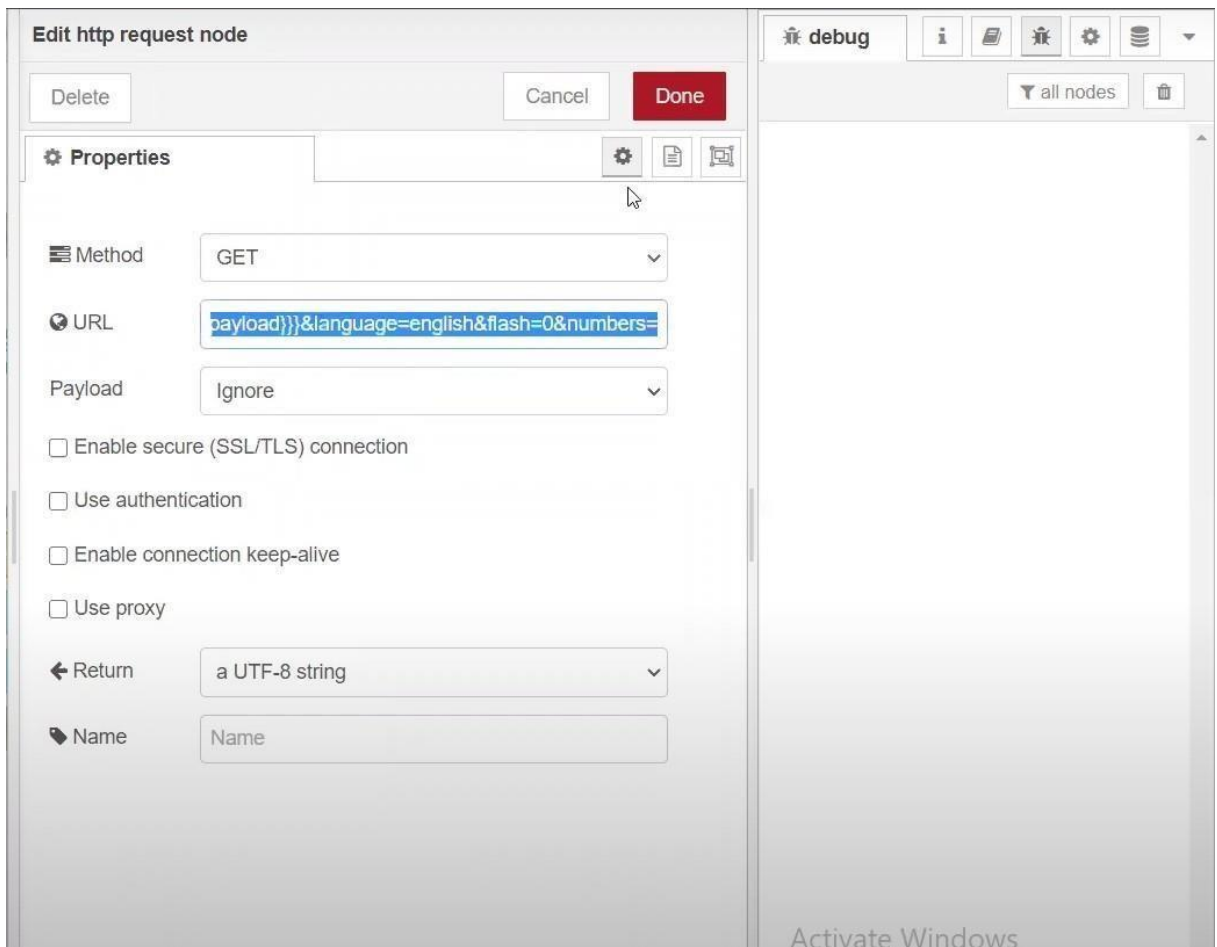 Edit http request node
debug
Delete
Cancel
Done
all nodes
Properties
Method
GET
URL
payload}}}&language=english&flash=0&numbers=
Payload
Ignore
Enable secure (SSL/TLS) connection
Use authentication
Enable connection keep-alive
Use proxy
Return
a UTF-8 string
Name
Name
Activate Windows